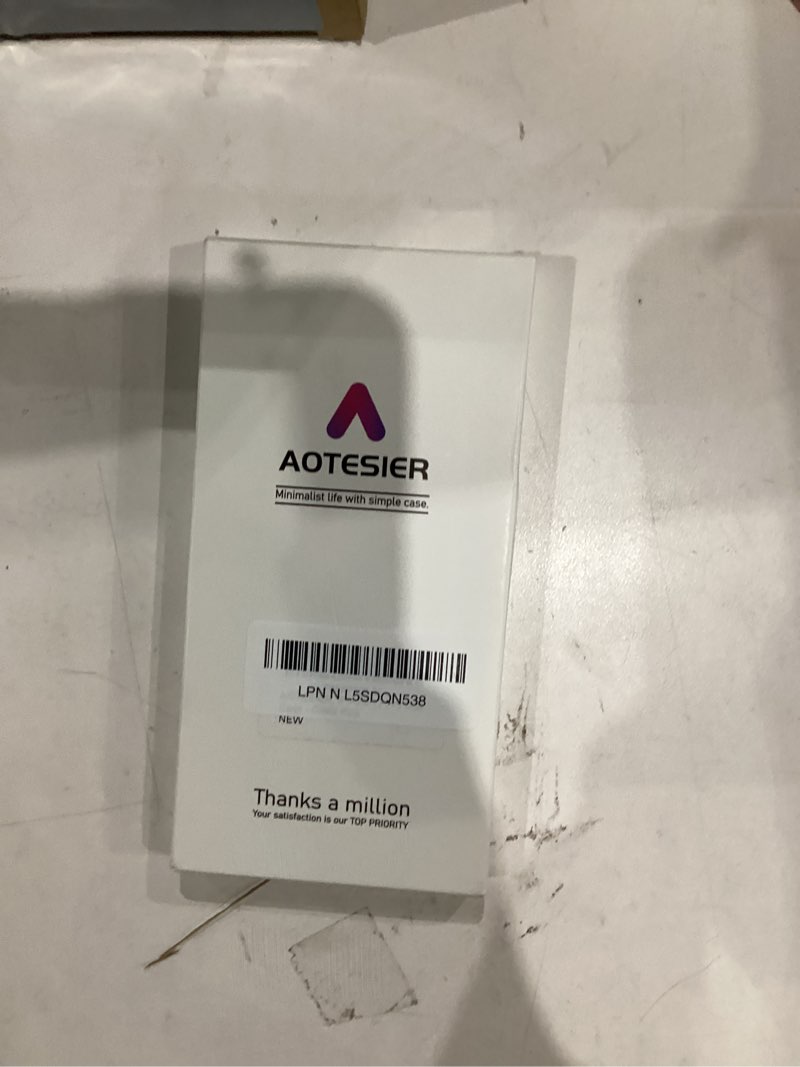 AOTESIER
Minimalist life with simple case.
LPN N L5SDQN538
NEW
Thanks a million
Your satisfaction is our TOP PRIORITY